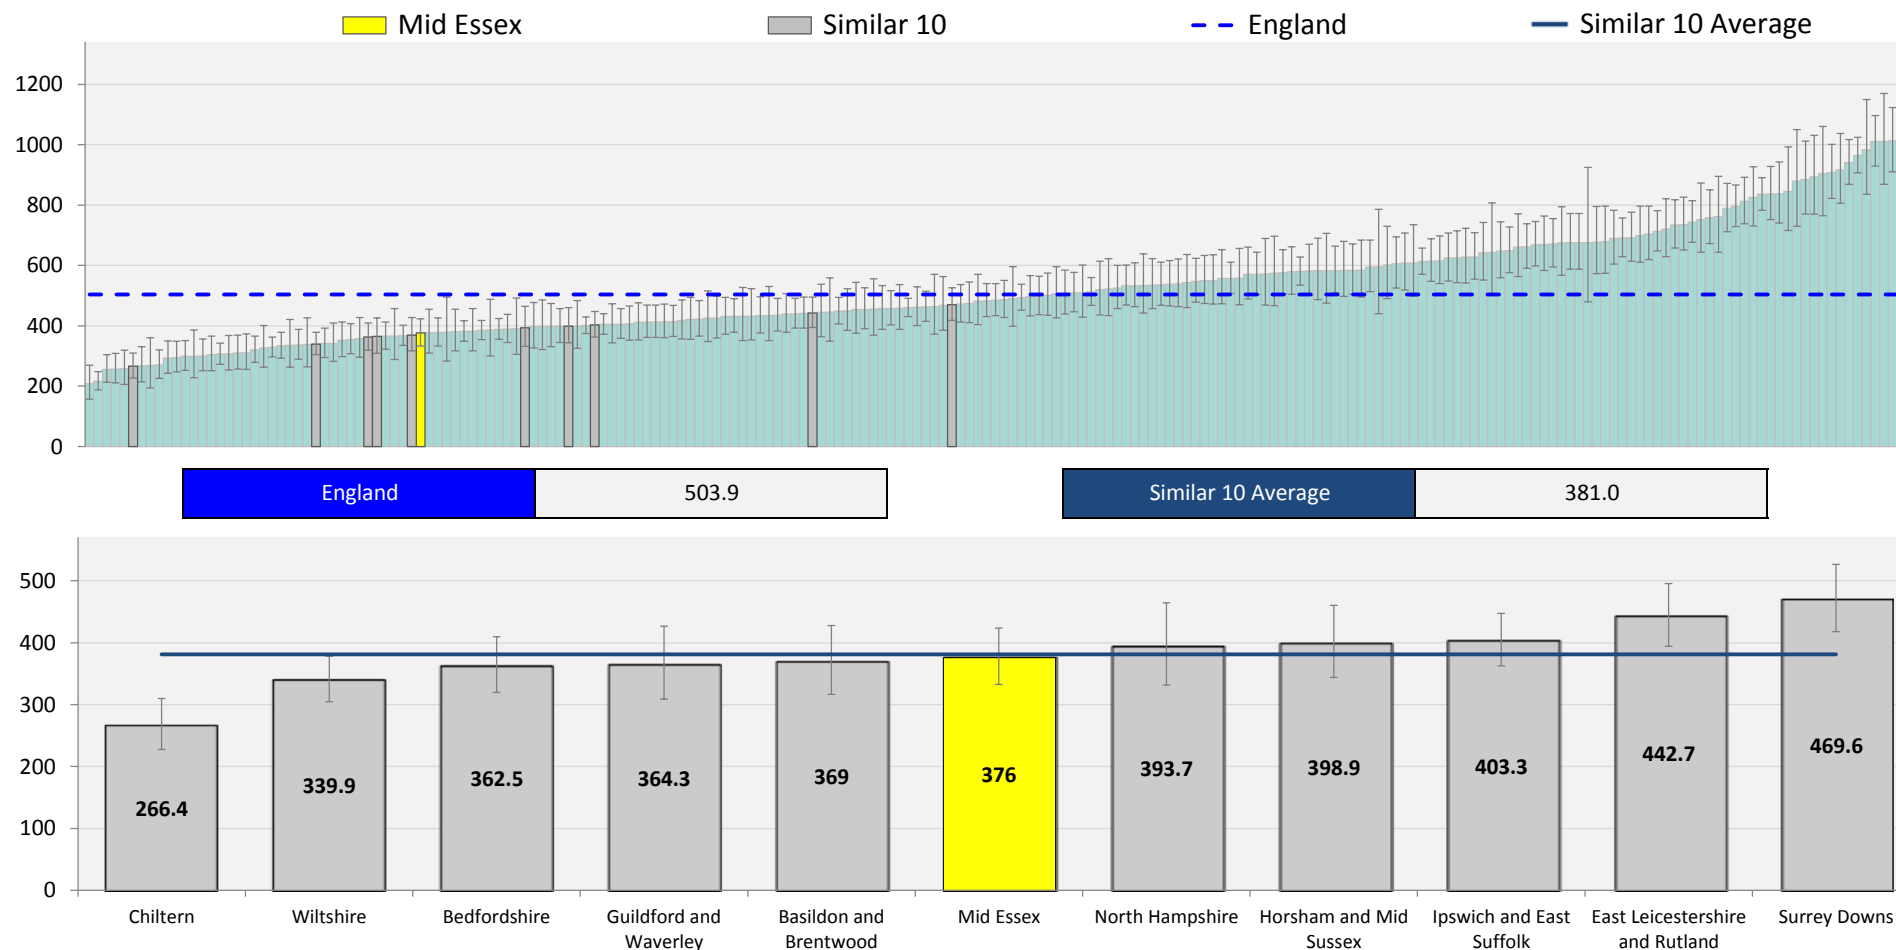 Mid Essex
Similar 10
England
Similar 10 Average
1200
1000
800
600
400
200
0
England
503.9
Similar 10 Average
381.0
500
400
300
200
100
0
266.4
339.9
362.5
364.3
369
376
393.7
398.9
403.3
442.7
469.6
Chiltern
Wiltshire
Bedfordshire
Guildford and
Waverley
Basildon and
Brentwood
Mid Essex
North Hampshire
Horsham and Mid
Sussex
Ipswich and East
Suffolk
East Leicestershire
and Rutland
Surrey Downs